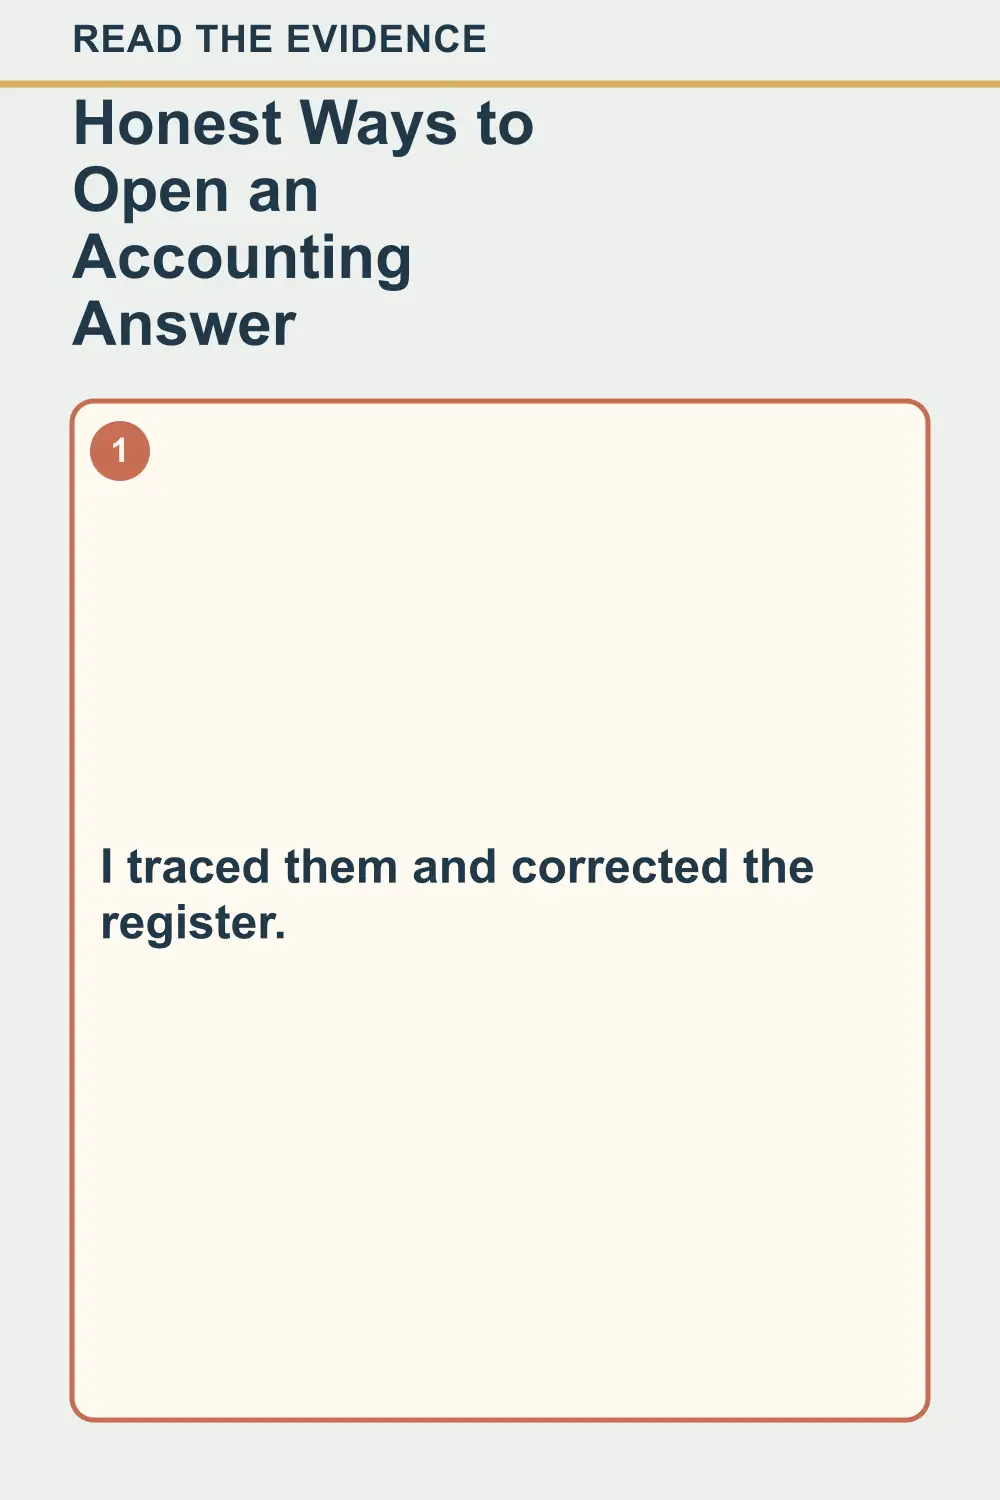 READ THE EVIDENCE
Honest Ways to
Open an
Accounting
Answer
1
I traced them and corrected the
register.